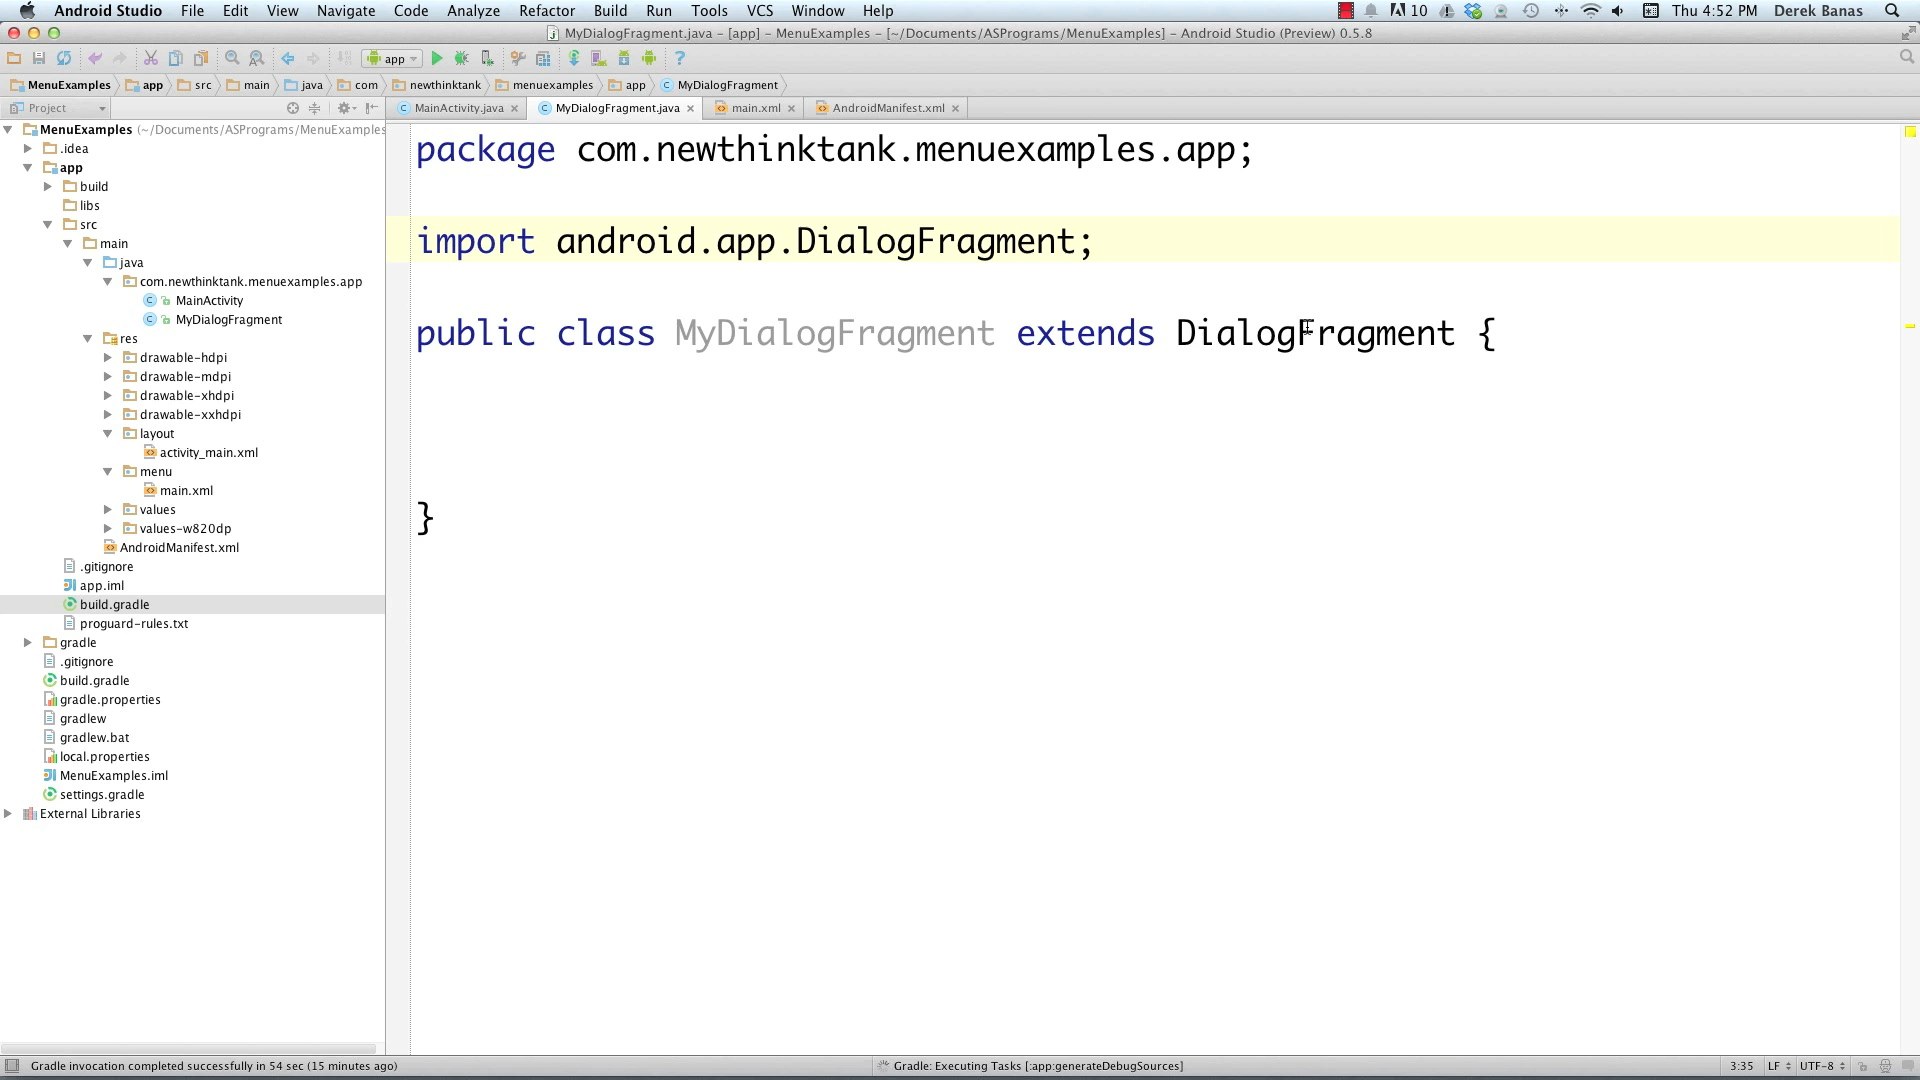 Android Studio File Edit View Navigate Code Analyze Refactor Build Run Tools VCS Window Help 10 Thu 4:52 PM Derek Banas
MyDialogFragment.java – [app] – MenuExamples – [~/Documents/ASPrograms/MenuExamples] – Android Studio (Preview) 0.5.8
app
MenuExamples app src main java com newthinktank menuexamples app MyDialogFragment
Project MainActivity.java MyDialogFragment.java main.xml AndroidManifest.xml
MenuExamples (~/Documents/ASPrograms/MenuExamples
.idea
app
build
libs
src
main
java
com.newthinktank.menuexamples.app
MainActivity
MyDialogFragment
res
drawable-hdpi
drawable-mdpi
drawable-xhdpi
drawable-xxhdpi
layout
activity_main.xml
menu
main.xml
values
values-w820dp
AndroidManifest.xml
.gitignore
app.iml
build.gradle
proguard-rules.txt
gradle
.gitignore
build.gradle
gradle.properties
gradlew
gradlew.bat
local.properties
MenuExamples.iml
settings.gradle
External Libraries
package com.newthinktank.menuexamples.app;
import android.app.DialogFragment;
public class MyDialogFragment extends DialogFragment {
}
Gradle invocation completed successfully in 54 sec (15 minutes ago) Gradle: Executing Tasks [:app:generateDebugSources] 3:35 LF UTF-8